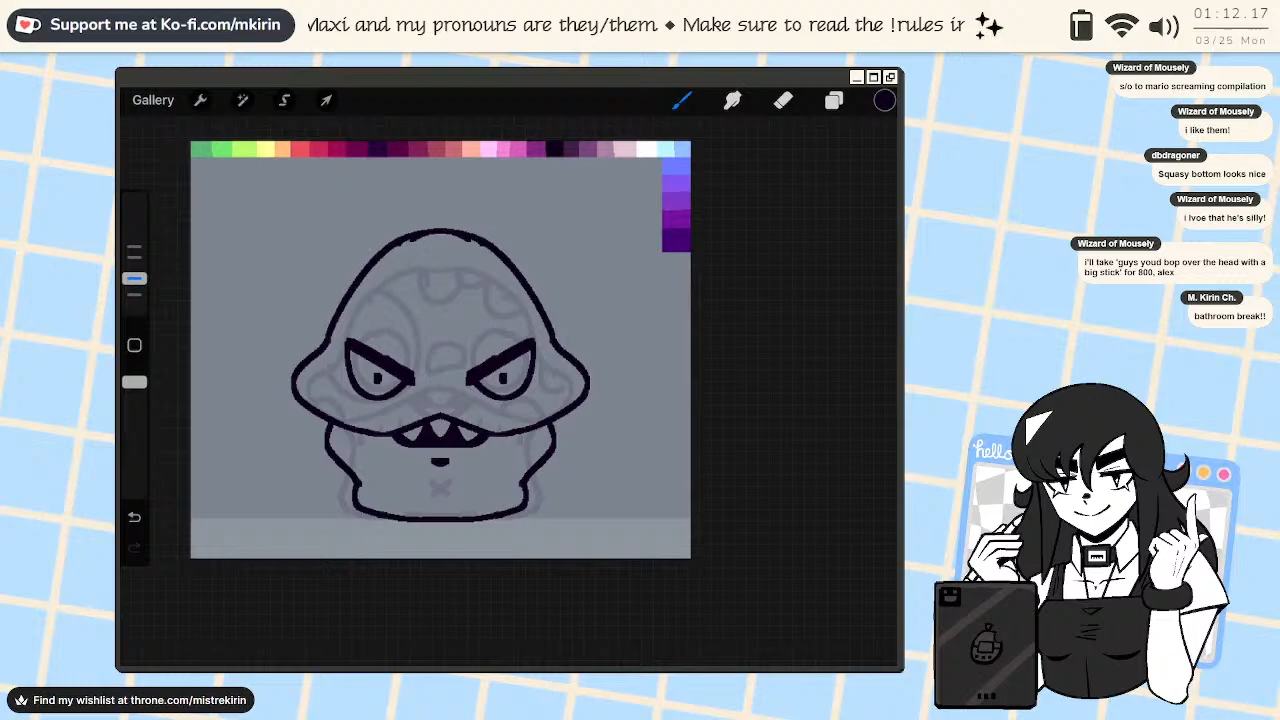 Support me at Ko-fi.com/mkirin
Maxi and my pronouns are they/them ◆ Make sure to read the !rules in
01:12.17
03/25 Mon
Gallery
Wizard of Mousely
s/o to mario screaming compilation
Wizard of Mousely
i like them!
dbdragoner
Squasy bottom looks nice
Wizard of Mousely
i lvoe that he's silly!
Wizard of Mousely
i'll take 'guys youd bop over the head with a
big stick' for 800, alex
M. Kirin Ch.
bathroom break!!
hello
Find my wishlist at throne.com/mistrekirin